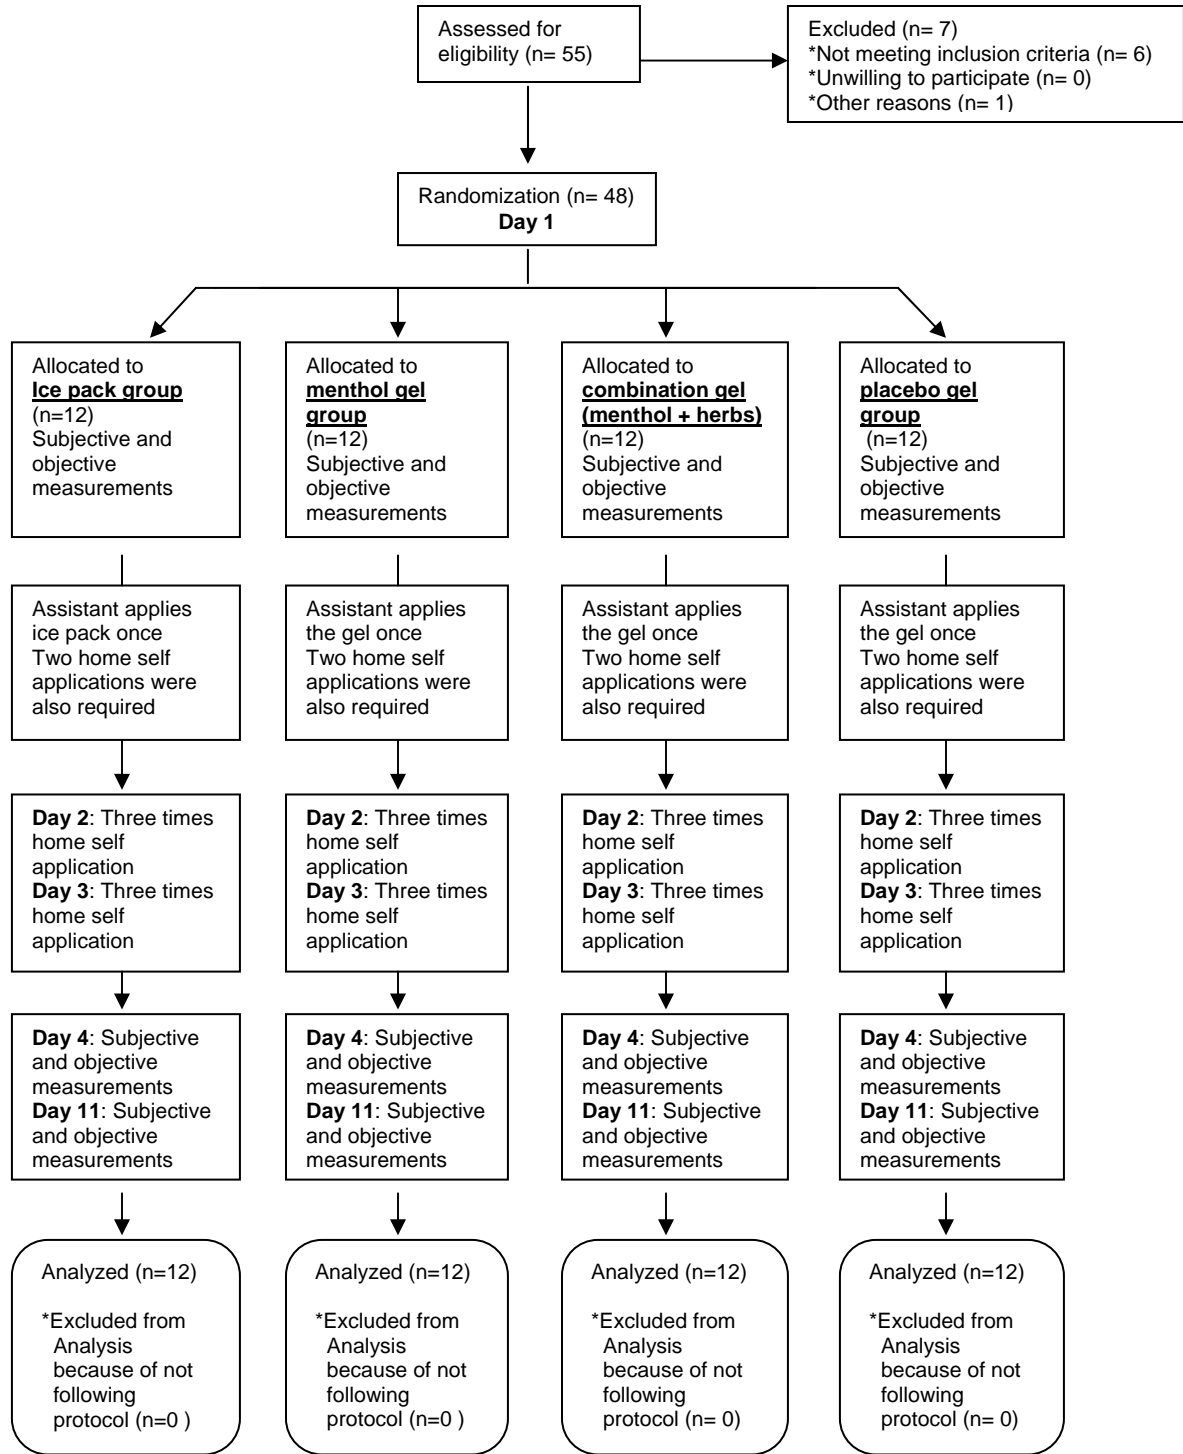 Assessed for
eligibility (n= 55)
Excluded (n= 7)
*Not meeting inclusion criteria (n= 6)
*Unwilling to participate (n= 0)
*Other reasons (n= 1)
Randomization (n= 48)
Day 1
Allocated to
Ice pack group
(n=12)
Subjective and
objective
measurements
Allocated to
menthol gel
group
(n=12)
Subjective and
objective
measurements
Allocated to
combination gel
(menthol + herbs)
(n=12)
Subjective and
objective
measurements
Allocated to
placebo gel
group
(n=12)
Subjective and
objective
measurements
Assistant applies
ice pack once
Two home self
applications were
also required
Assistant applies
the gel once
Two home self
applications were
also required
Assistant applies
the gel once
Two home self
applications were
also required
Assistant applies
the gel once
Two home self
applications were
also required
Day 2: Three times
home self
application
Day 3: Three times
home self
application
Day 2: Three times
home self
application
Day 3: Three times
home self
application
Day 2: Three times
home self
application
Day 3: Three times
home self
application
Day 2: Three times
home self
application
Day 3: Three times
home self
application
Day 4: Subjective
and objective
measurements
Day 11: Subjective
and objective
measurements
Day 4: Subjective
and objective
measurements
Day 11: Subjective
and objective
measurements
Day 4: Subjective
and objective
measurements
Day 11: Subjective
and objective
measurements
Day 4: Subjective
and objective
measurements
Day 11: Subjective
and objective
measurements
Analyzed (n=12)
*Excluded from
Analysis
because of not
following
protocol (n=0 )
Analyzed (n=12)
*Excluded from
Analysis
because of not
following
protocol (n=0 )
Analyzed (n=12)
*Excluded from
Analysis
because of not
following
protocol (n= 0)
Analyzed (n=12)
*Excluded from
Analysis
because of not
following
protocol (n= 0)